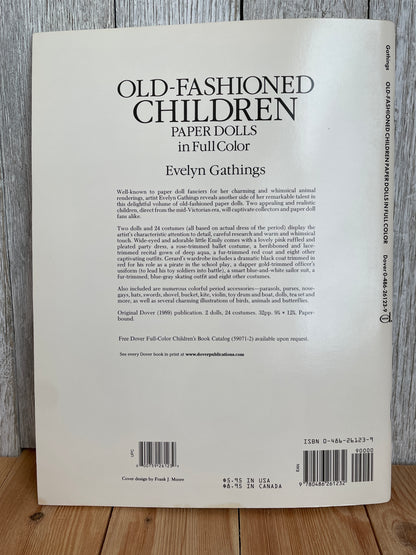 OLD-FASHIONED
CHILDREN
PAPER DOLLS
in Full Color
Evelyn Gathings
Well-known to paper doll fanciers for her charming and whimsical animal
renderings, artist Evelyn Gathings reveals another side of her remarkable talent in
this delightful volume of old-fashioned paper dolls. Two appealing and realistic
children, direct from the mid-Victorian era, will captivate collectors and paper doll
fans alike.
Two dolls and 24 costumes (all based on actual dress of the period) display the
artist's characteristic attention to detail, careful research and warm and whimsical
touch. Wide-eyed and adorable little Emily comes with a lovely pink ruffled and
pleated party dress, a rose-trimmed ballet costume, a beribboned and lace-
trimmed recital gown of deep aqua, a fur-trimmed red coat and eight other
captivating outfits. Gerard's wardrobe includes a dramatic black coat trimmed in
red for his role as a pirate in the school play, a dapper gold-trimmed officer's
uniform (to lead his toy soldiers into battle), a smart blue-and-white sailor suit, a
fur-trimmed, blue-gray skating outfit and eight other costumes.
Also included are numerous colorful period accessories—parasols, purses, nose-
gays, hats, swords, shovel, bucket, kite, violin, toy drum and boat, dolls, tea set and
more, as well as several charming illustrations of birds, animals and butterflies.
Original Dover (1989) publication. 2 dolls, 24 costumes. 32pp. 9¼ × 12¼. Paper-
bound.
Free Dover Full-Color Children's Book Catalog (59071-2) available upon request.
See every Dover book in print at www.doverpublications.com
UPC
Cover design by Frank J. Moore
$5.95 IN USA
$8.95 IN CANADA
ISBN 0-486-26123-9
90000
EAN
9 780486 261232
Gathings
OLD-FASHIONED CHILDREN PAPER DOLLS IN FULL COLOR
Dover 0-486-26123-9